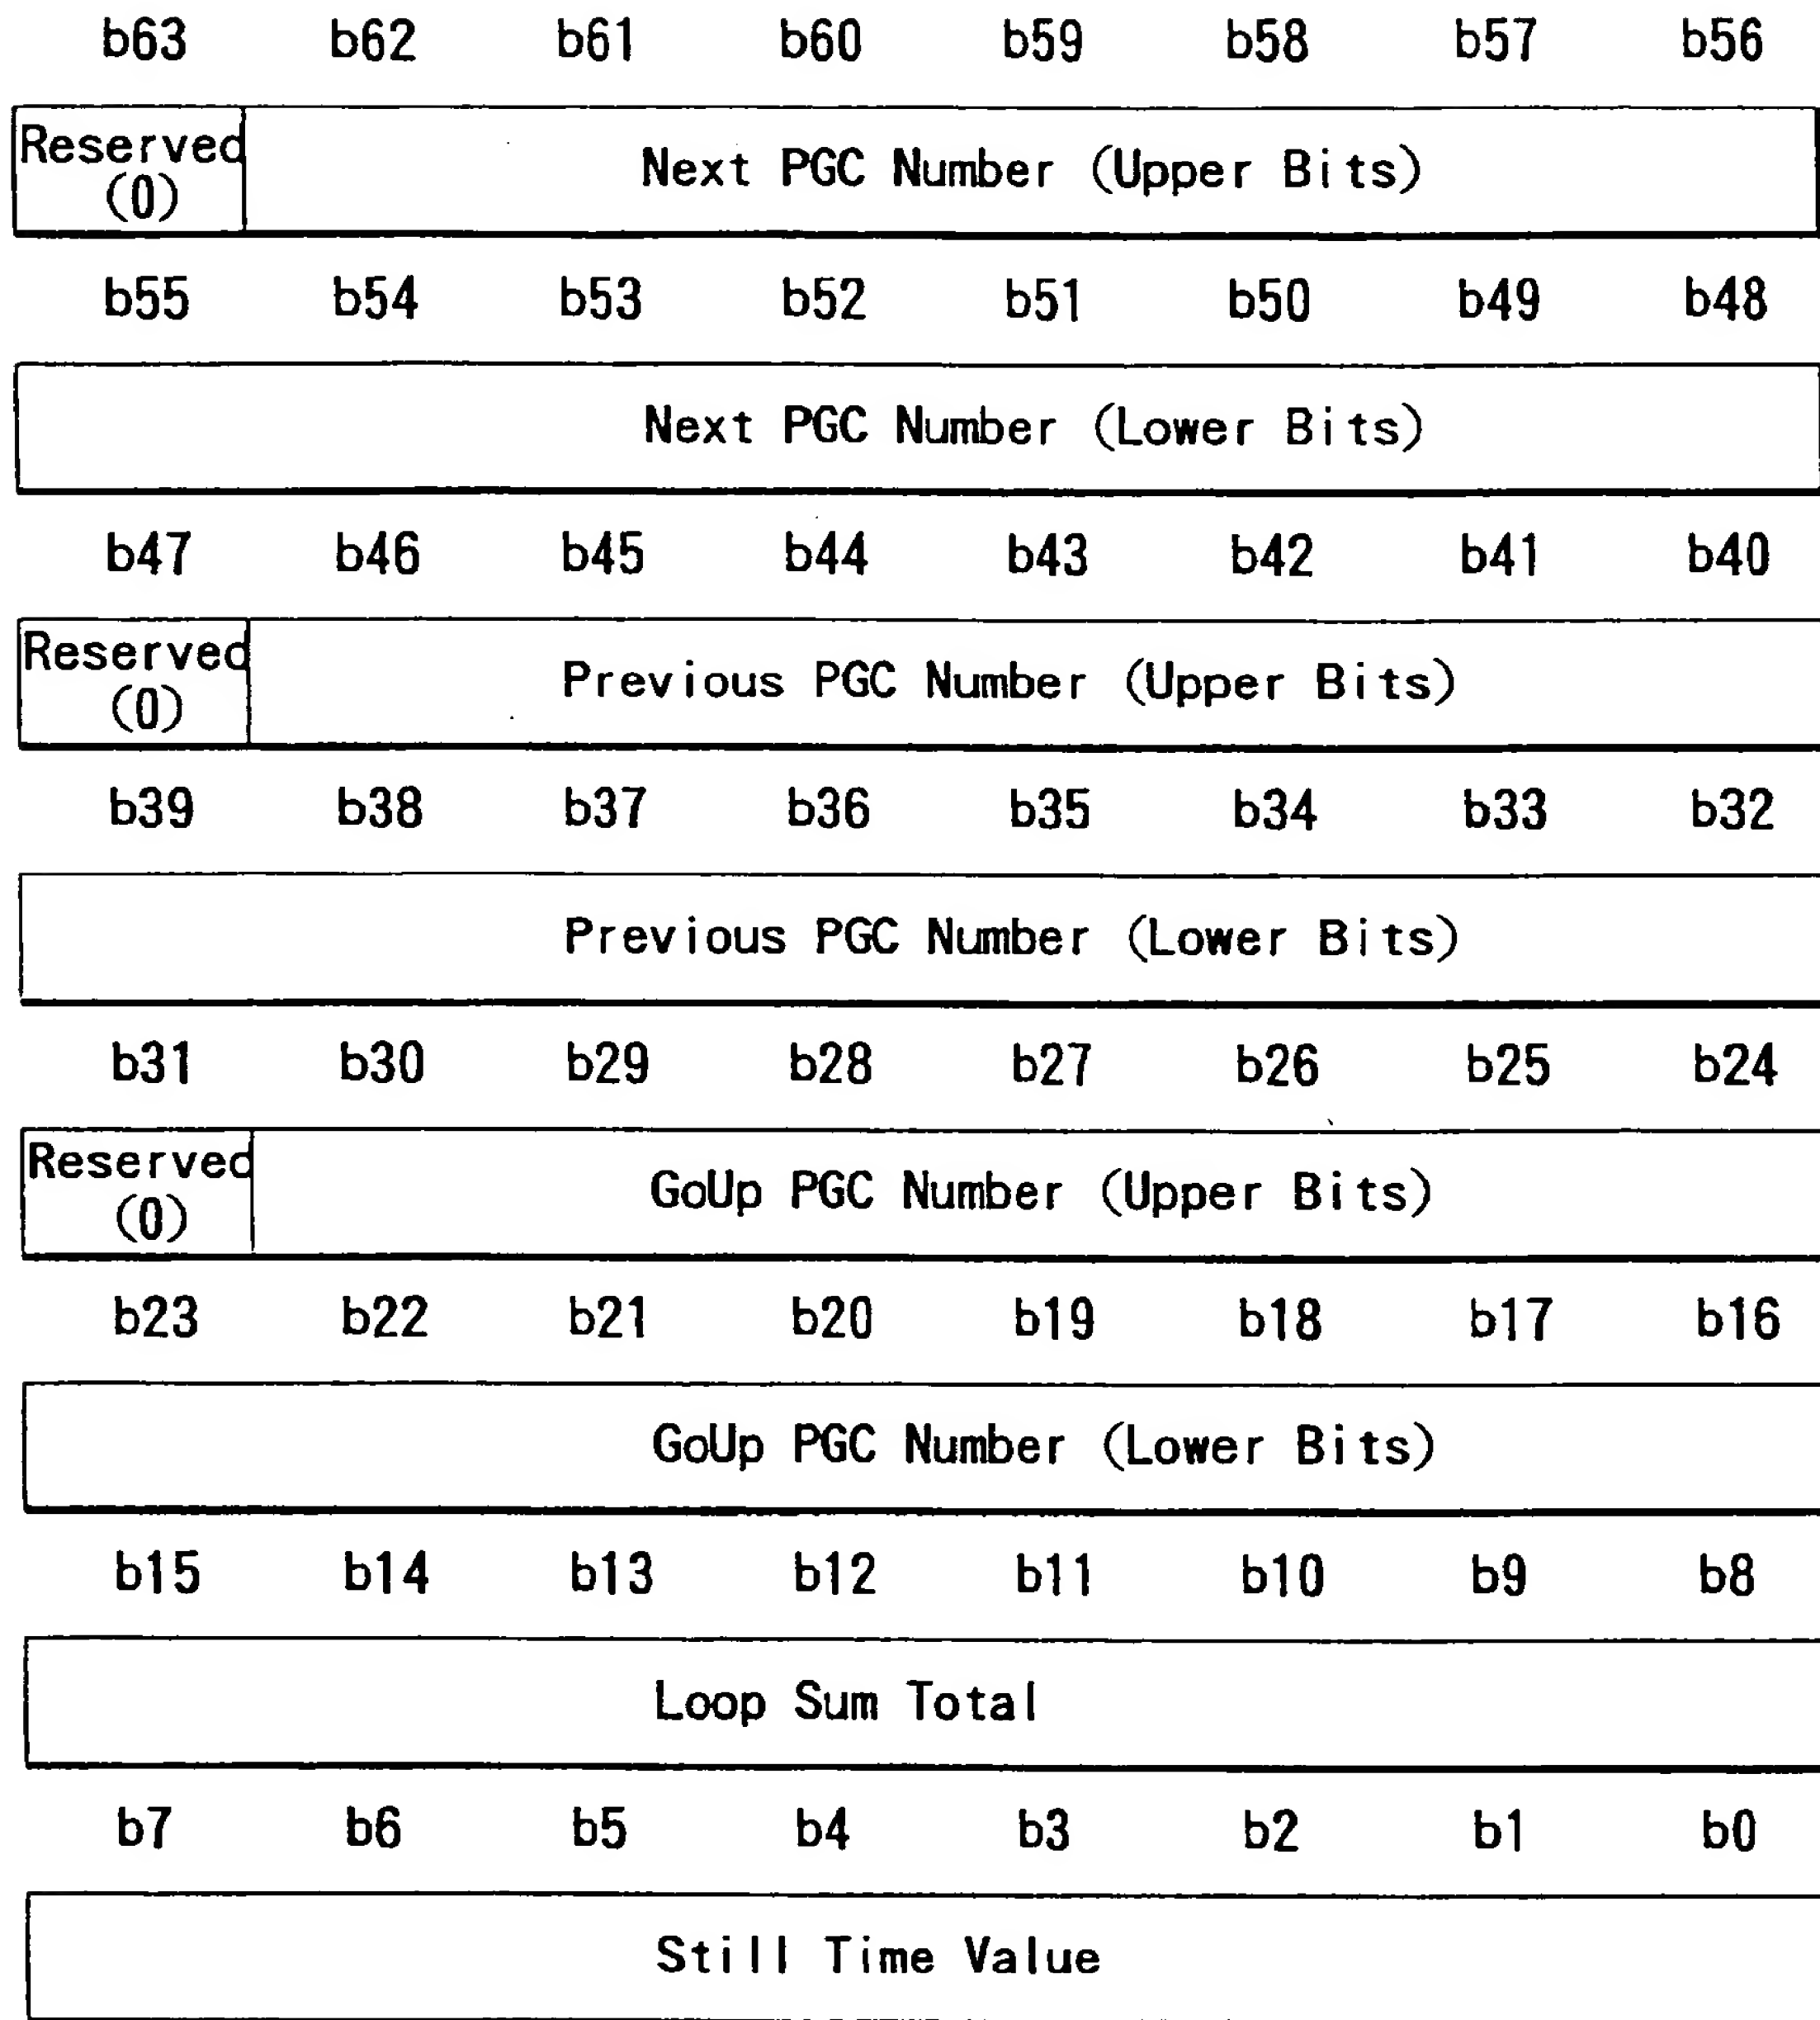 b63 b62 b61 b60 b59 b58 b57 b56
Reserved
(0)
Next PGC Number (Upper Bits)
b55 b54 b53 b52 b51 b50 b49 b48
Next PGC Number (Lower Bits)
b47 b46 b45 b44 b43 b42 b41 b40
Reserved
(0)
Previous PGC Number (Upper Bits)
b39 b38 b37 b36 b35 b34 b33 b32
Previous PGC Number (Lower Bits)
b31 b30 b29 b28 b27 b26 b25 b24
Reserved
(0)
GoUp PGC Number (Upper Bits)
b23 b22 b21 b20 b19 b18 b17 b16
GoUp PGC Number (Lower Bits)
b15 b14 b13 b12 b11 b10 b9 b8
Loop Sum Total
b7 b6 b5 b4 b3 b2 b1 b0
Still Time Value